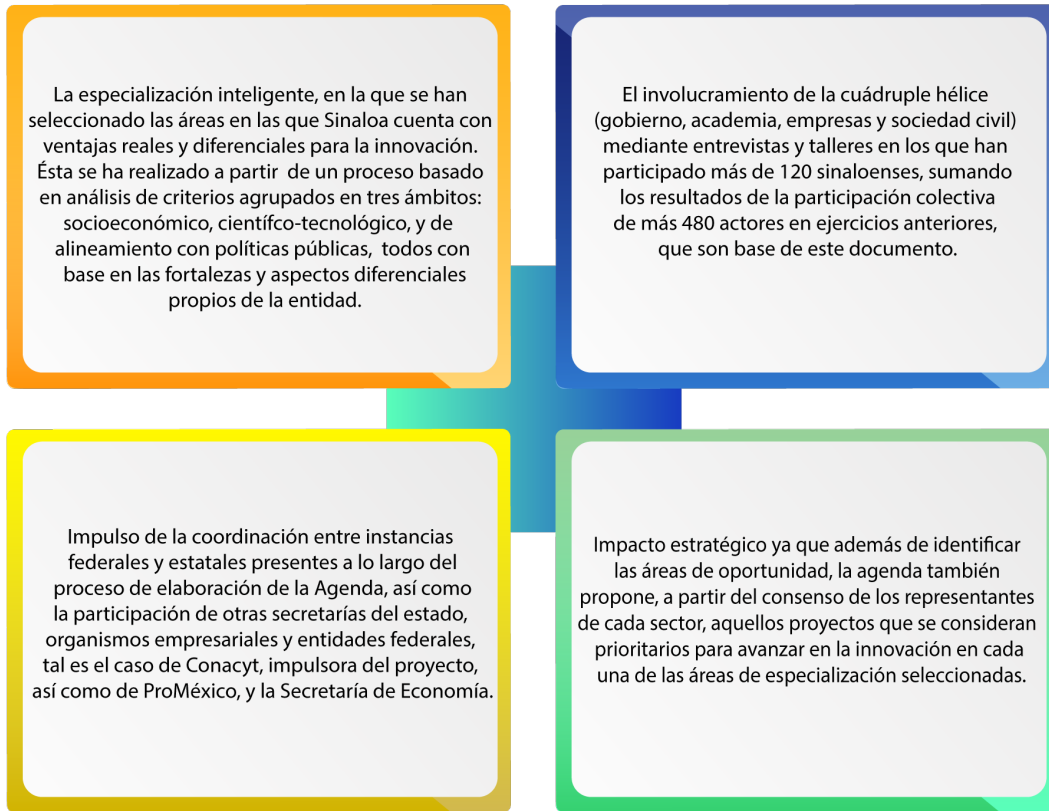 La especialización inteligente, en la que se han
seleccionado las áreas en las que Sinaloa cuenta con
ventajas reales y diferenciales para la innovación.
Ésta se ha realizado a partir  de un proceso basado
en análisis de criterios agrupados en tres ámbitos:
socioeconómico, científco-tecnológico, y de
alineamiento con políticas públicas,  todos con
base en las fortalezas y aspectos diferenciales
propios de la entidad.
El involucramiento de la cuádruple hélice
(gobierno, academia, empresas y sociedad civil)
mediante entrevistas y talleres en los que han
participado más de 120 sinaloenses, sumando
los resultados de la participación colectiva
de más 480 actores en ejercicios anteriores,
que son base de este documento.
Impulso de la coordinación entre instancias
federales y estatales presentes a lo largo del
proceso de elaboración de la Agenda, así como
la participación de otras secretarías del estado,
organismos empresariales y entidades federales,
tal es el caso de Conacyt, impulsora del proyecto,
así como de ProMéxico, y la Secretaría de Economía.
Impacto estratégico ya que además de identificar
las áreas de oportunidad, la agenda también
propone, a partir del consenso de los representantes
de cada sector, aquellos proyectos que se consideran
prioritarios para avanzar en la innovación en cada
una de las áreas de especialización seleccionadas.